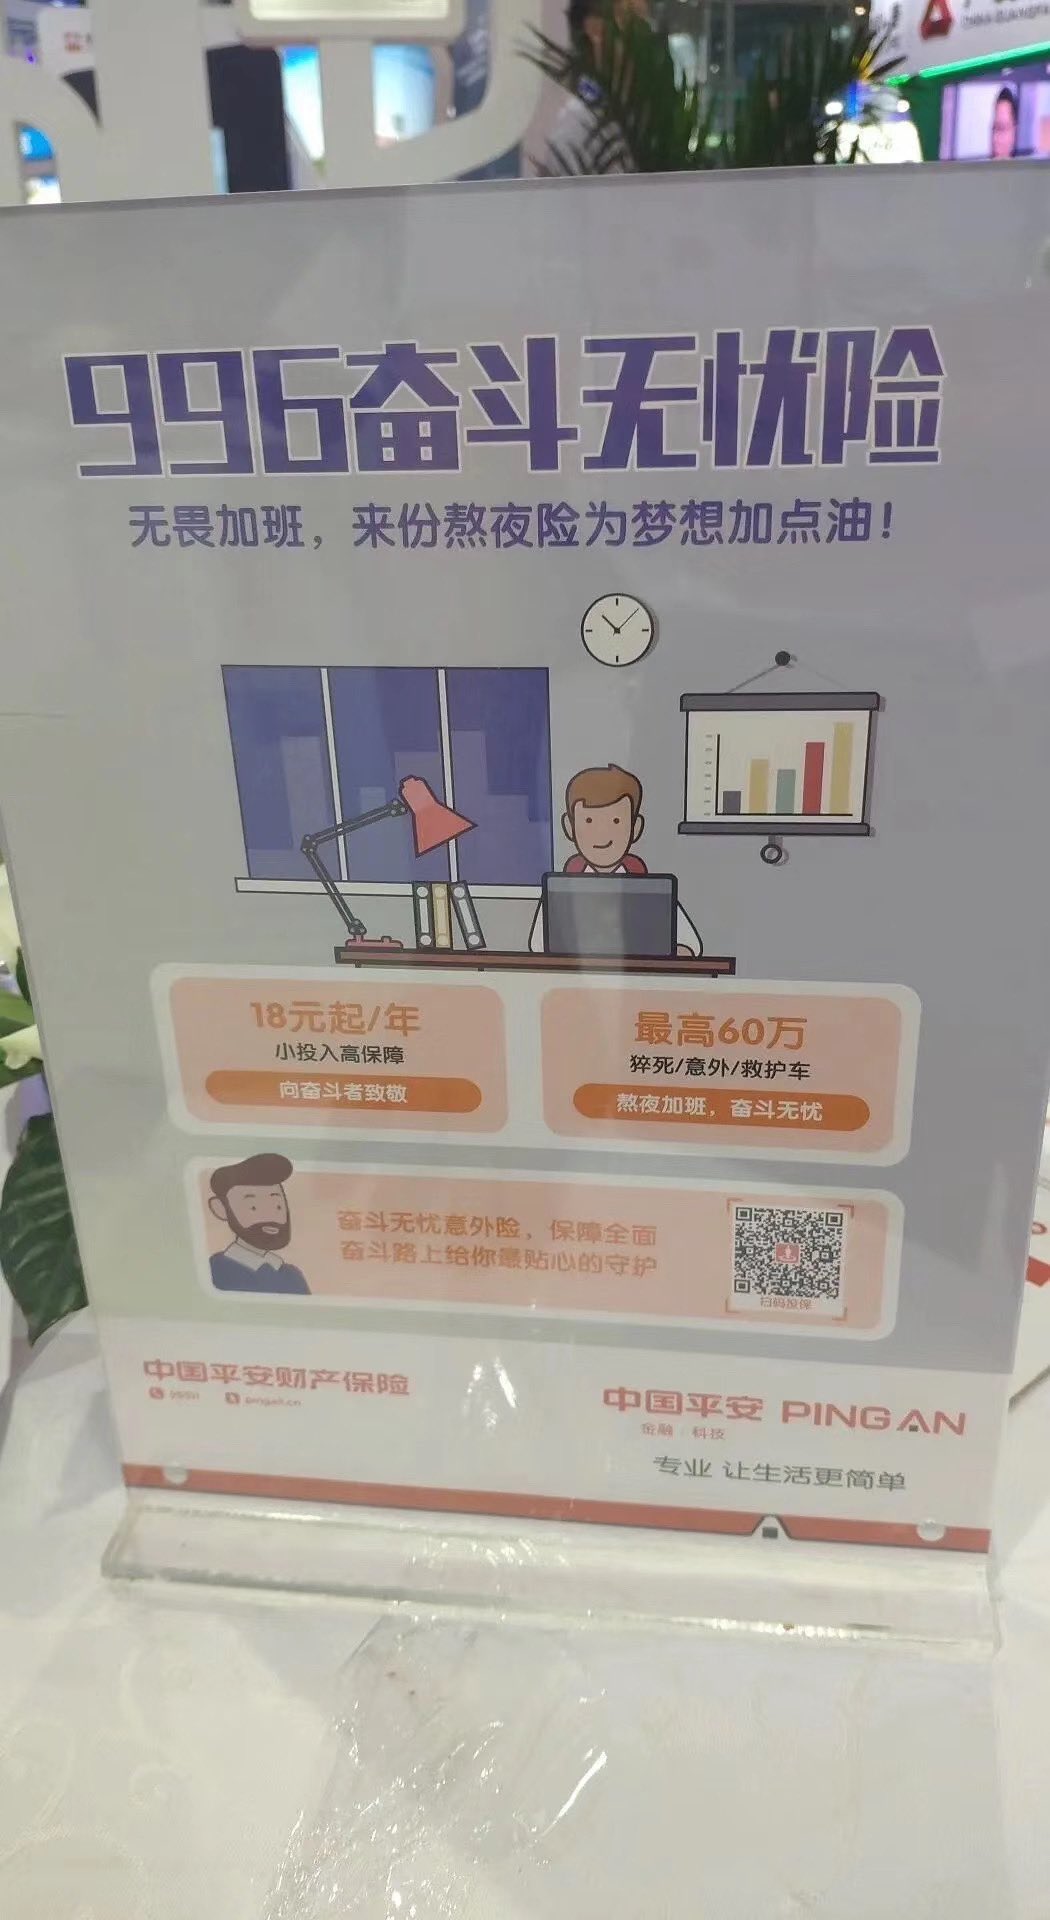 996奋斗无忧险
无畏加班，来份熬夜险为梦想加点油！
18元起/年
小投入高保障
向奋斗者致敬
最高60万
猝死/意外/救护车
熬夜加班，奋斗无忧
奋斗无忧意外险，保障全面
奋斗路上给你最贴心的守护
扫码投保
中国平安财产保险
中国平安 PING AN
金融 | 科技
专业 让生活更简单